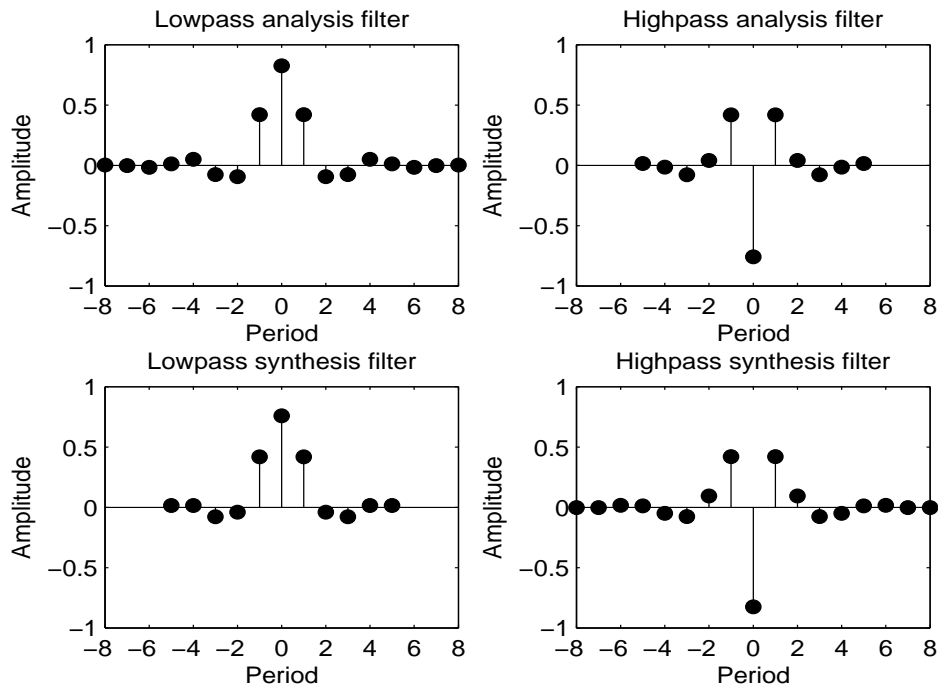 Lowpass analysis filter
Amplitude
1
0.5
0
−0.5
−1
−8 −6 −4 −2 0 2 4 6 8
Period
Highpass analysis filter
Amplitude
1
0.5
0
−0.5
−1
−8 −6 −4 −2 0 2 4 6 8
Period
Lowpass synthesis filter
Amplitude
1
0.5
0
−0.5
−1
−8 −6 −4 −2 0 2 4 6 8
Period
Highpass synthesis filter
Amplitude
1
0.5
0
−0.5
−1
−8 −6 −4 −2 0 2 4 6 8
Period